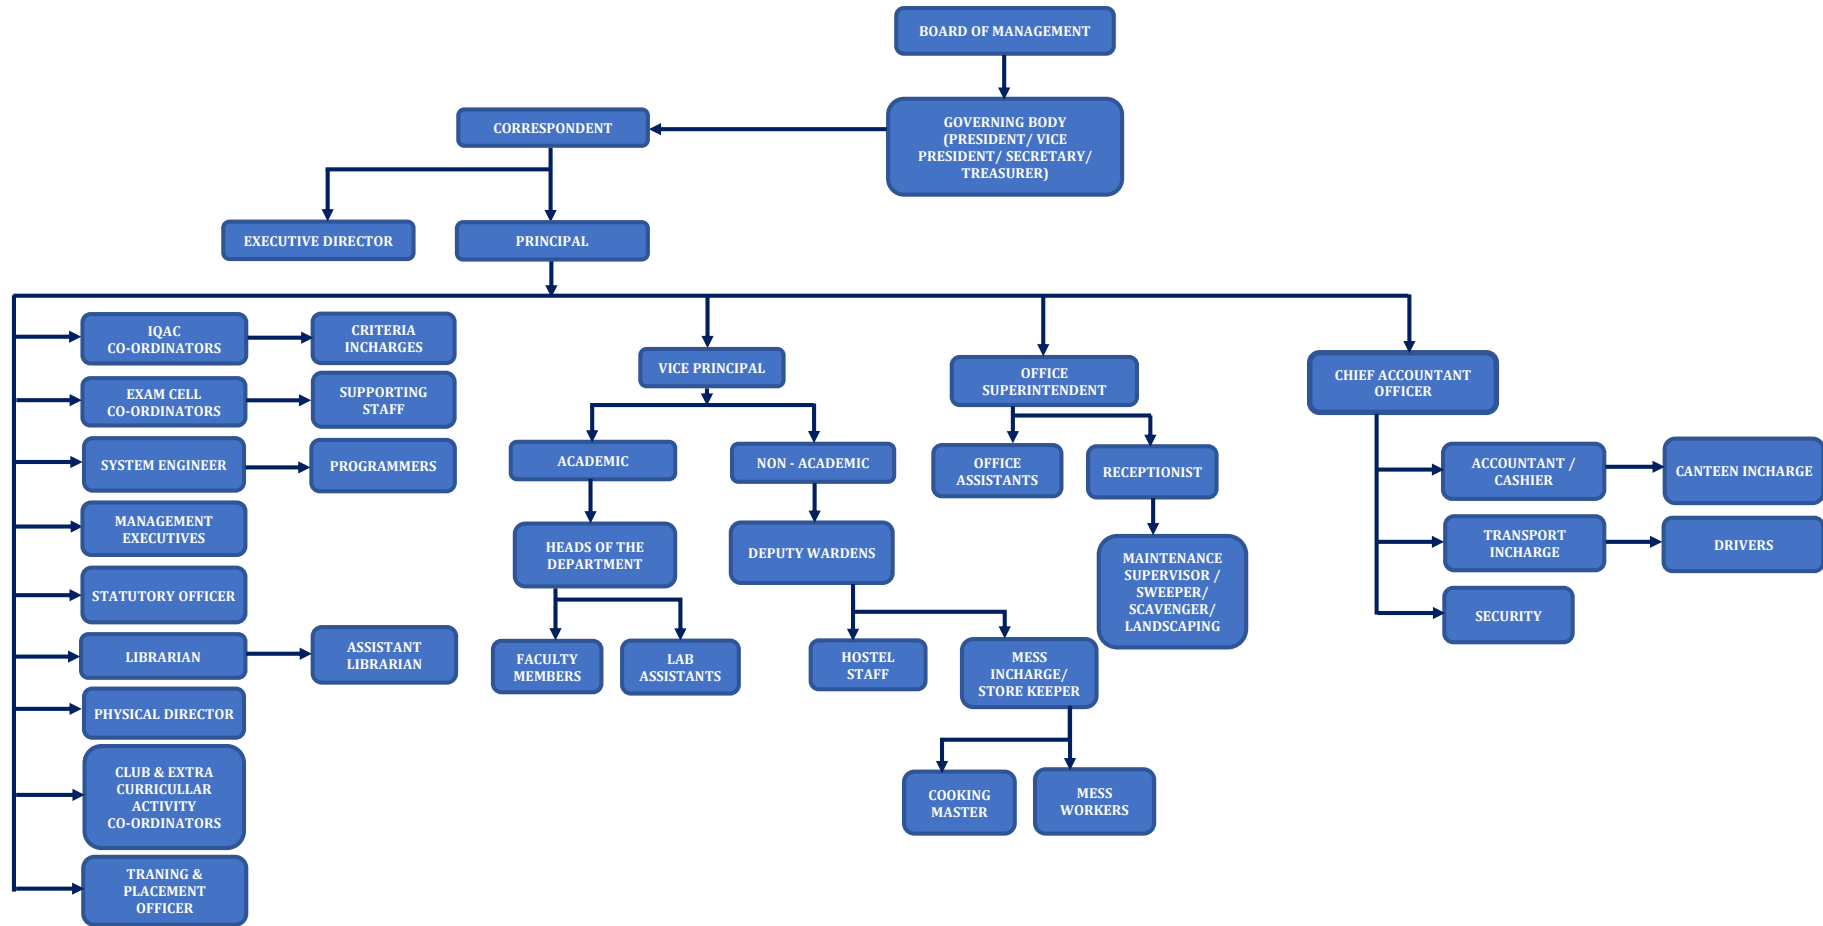 BOARD OF MANAGEMENT
GOVERNING BODY
(PRESIDENT/ VICE
PRESIDENT/ SECRETARY/
TREASURER)
CORRESPONDENT
EXECUTIVE DIRECTOR
PRINCIPAL
IQAC
CO-ORDINATORS
CRITERIA
INCHARGES
EXAM CELL
CO-ORDINATORS
SUPPORTING
STAFF
SYSTEM ENGINEER
PROGRAMMERS
MANAGEMENT
EXECUTIVES
STATUTORY OFFICER
LIBRARIAN
ASSISTANT
LIBRARIAN
PHYSICAL DIRECTOR
CLUB & EXTRA
CURRICULLAR
ACTIVITY
CO-ORDINATORS
TRANING &
PLACEMENT
OFFICER
VICE PRINCIPAL
ACADEMIC
NON - ACADEMIC
HEADS OF THE
DEPARTMENT
DEPUTY WARDENS
FACULTY
MEMBERS
LAB
ASSISTANTS
HOSTEL
STAFF
MESS
INCHARGE/
STORE KEEPER
COOKING
MASTER
MESS
WORKERS
OFFICE
SUPERINTENDENT
OFFICE
ASSISTANTS
RECEPTIONIST
MAINTENANCE
SUPERVISOR /
SWEEPER/
SCAVENGER/
LANDSCAPING
CHIEF ACCOUNTANT
OFFICER
ACCOUNTANT /
CASHIER
CANTEEN INCHARGE
TRANSPORT
INCHARGE
DRIVERS
SECURITY